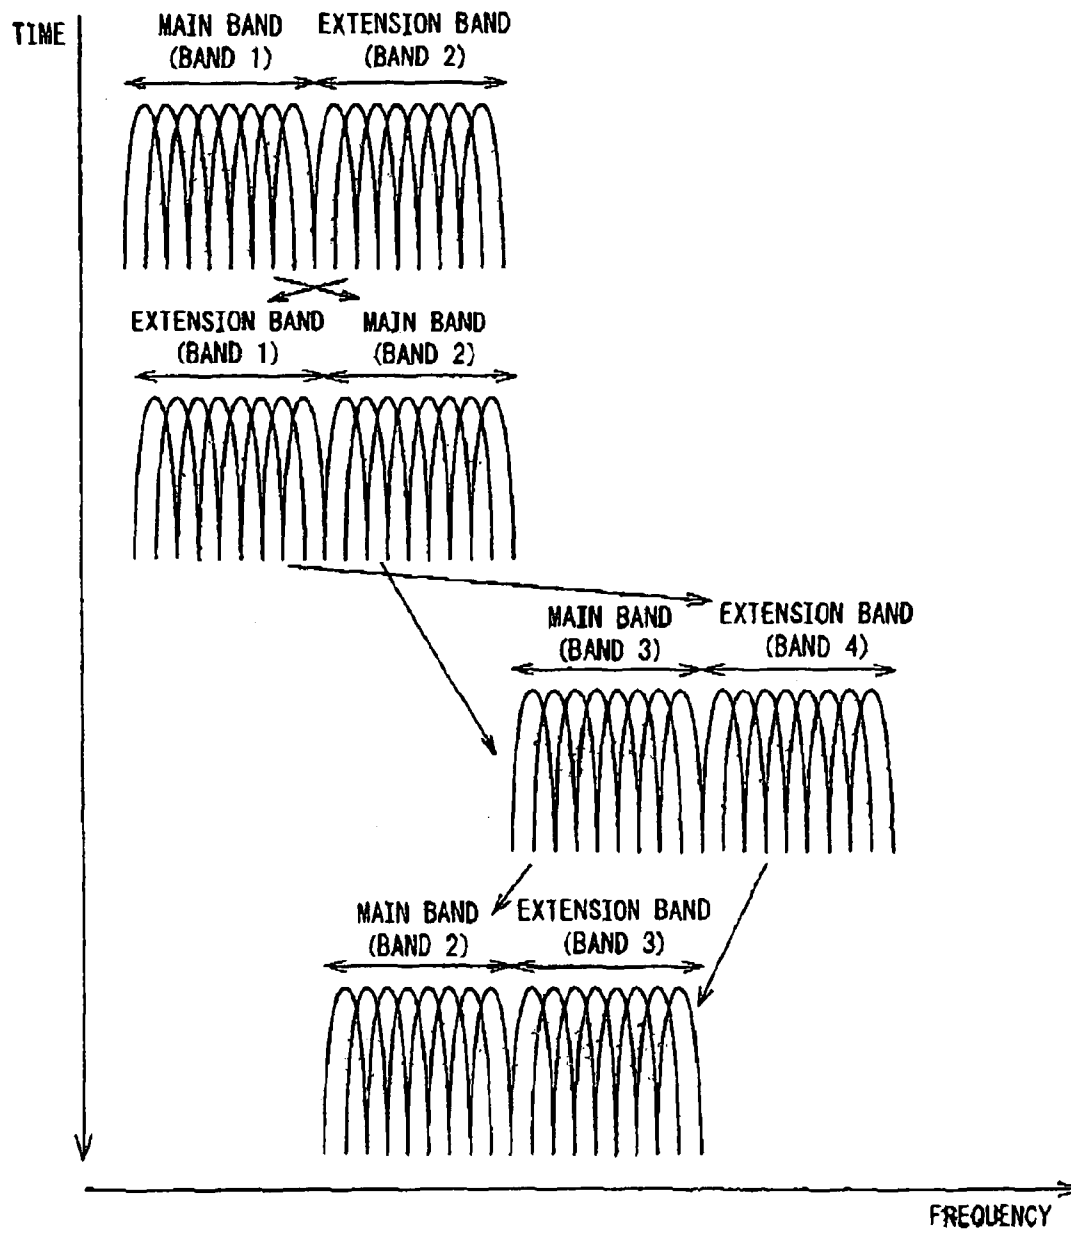 TIME
MAIN BAND
(BAND 1)
EXTENSION BAND
(BAND 2)
EXTENSION BAND
(BAND 1)
MAIN BAND
(BAND 2)
MAIN BAND
(BAND 3)
EXTENSION BAND
(BAND 4)
MAIN BAND
(BAND 2)
EXTENSION BAND
(BAND 3)
FREQUENCY